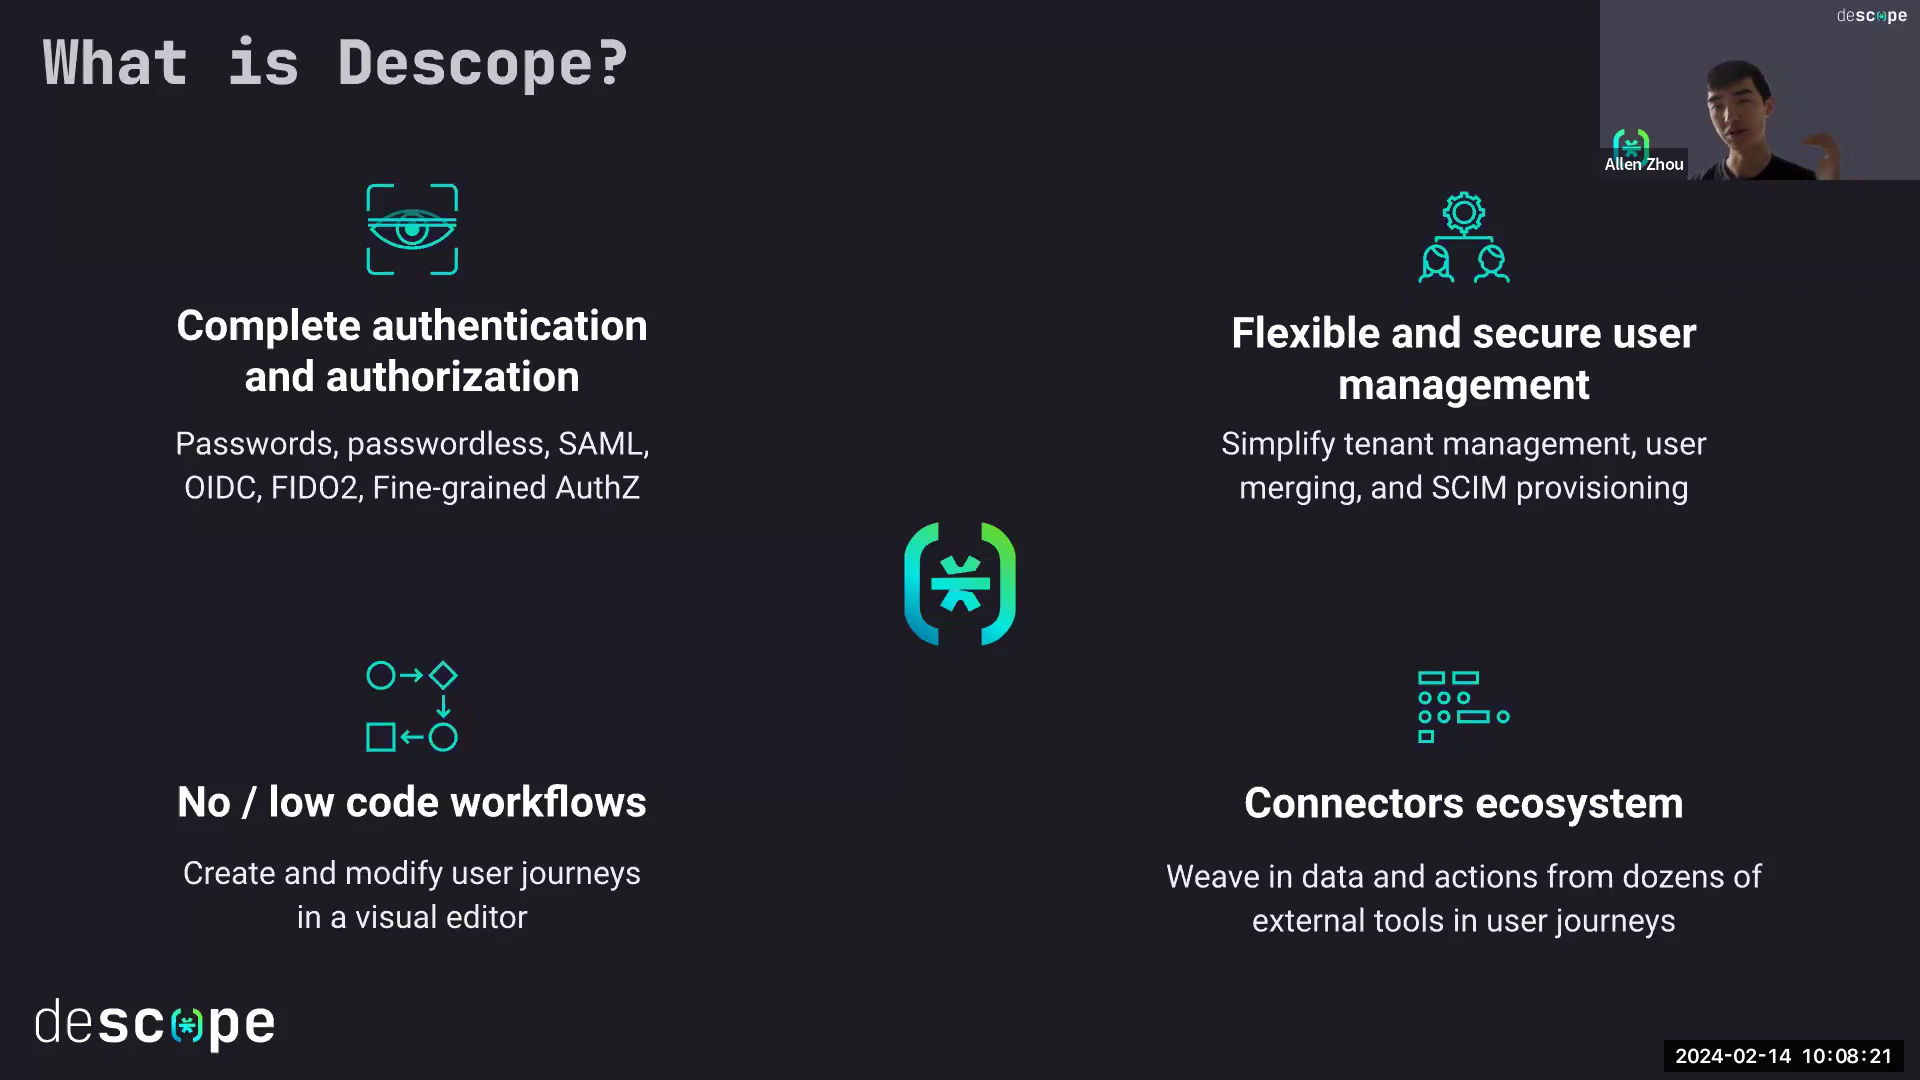 What is Descope?
descope
Allen Zhou
Complete authentication
and authorization
Passwords, passwordless, SAML,
OIDC, FIDO2, Fine-grained AuthZ
Flexible and secure user
management
Simplify tenant management, user
merging, and SCIM provisioning
No / low code workflows
Create and modify user journeys
in a visual editor
Connectors ecosystem
Weave in data and actions from dozens of
external tools in user journeys
descope
2024-02-14 10:08:21